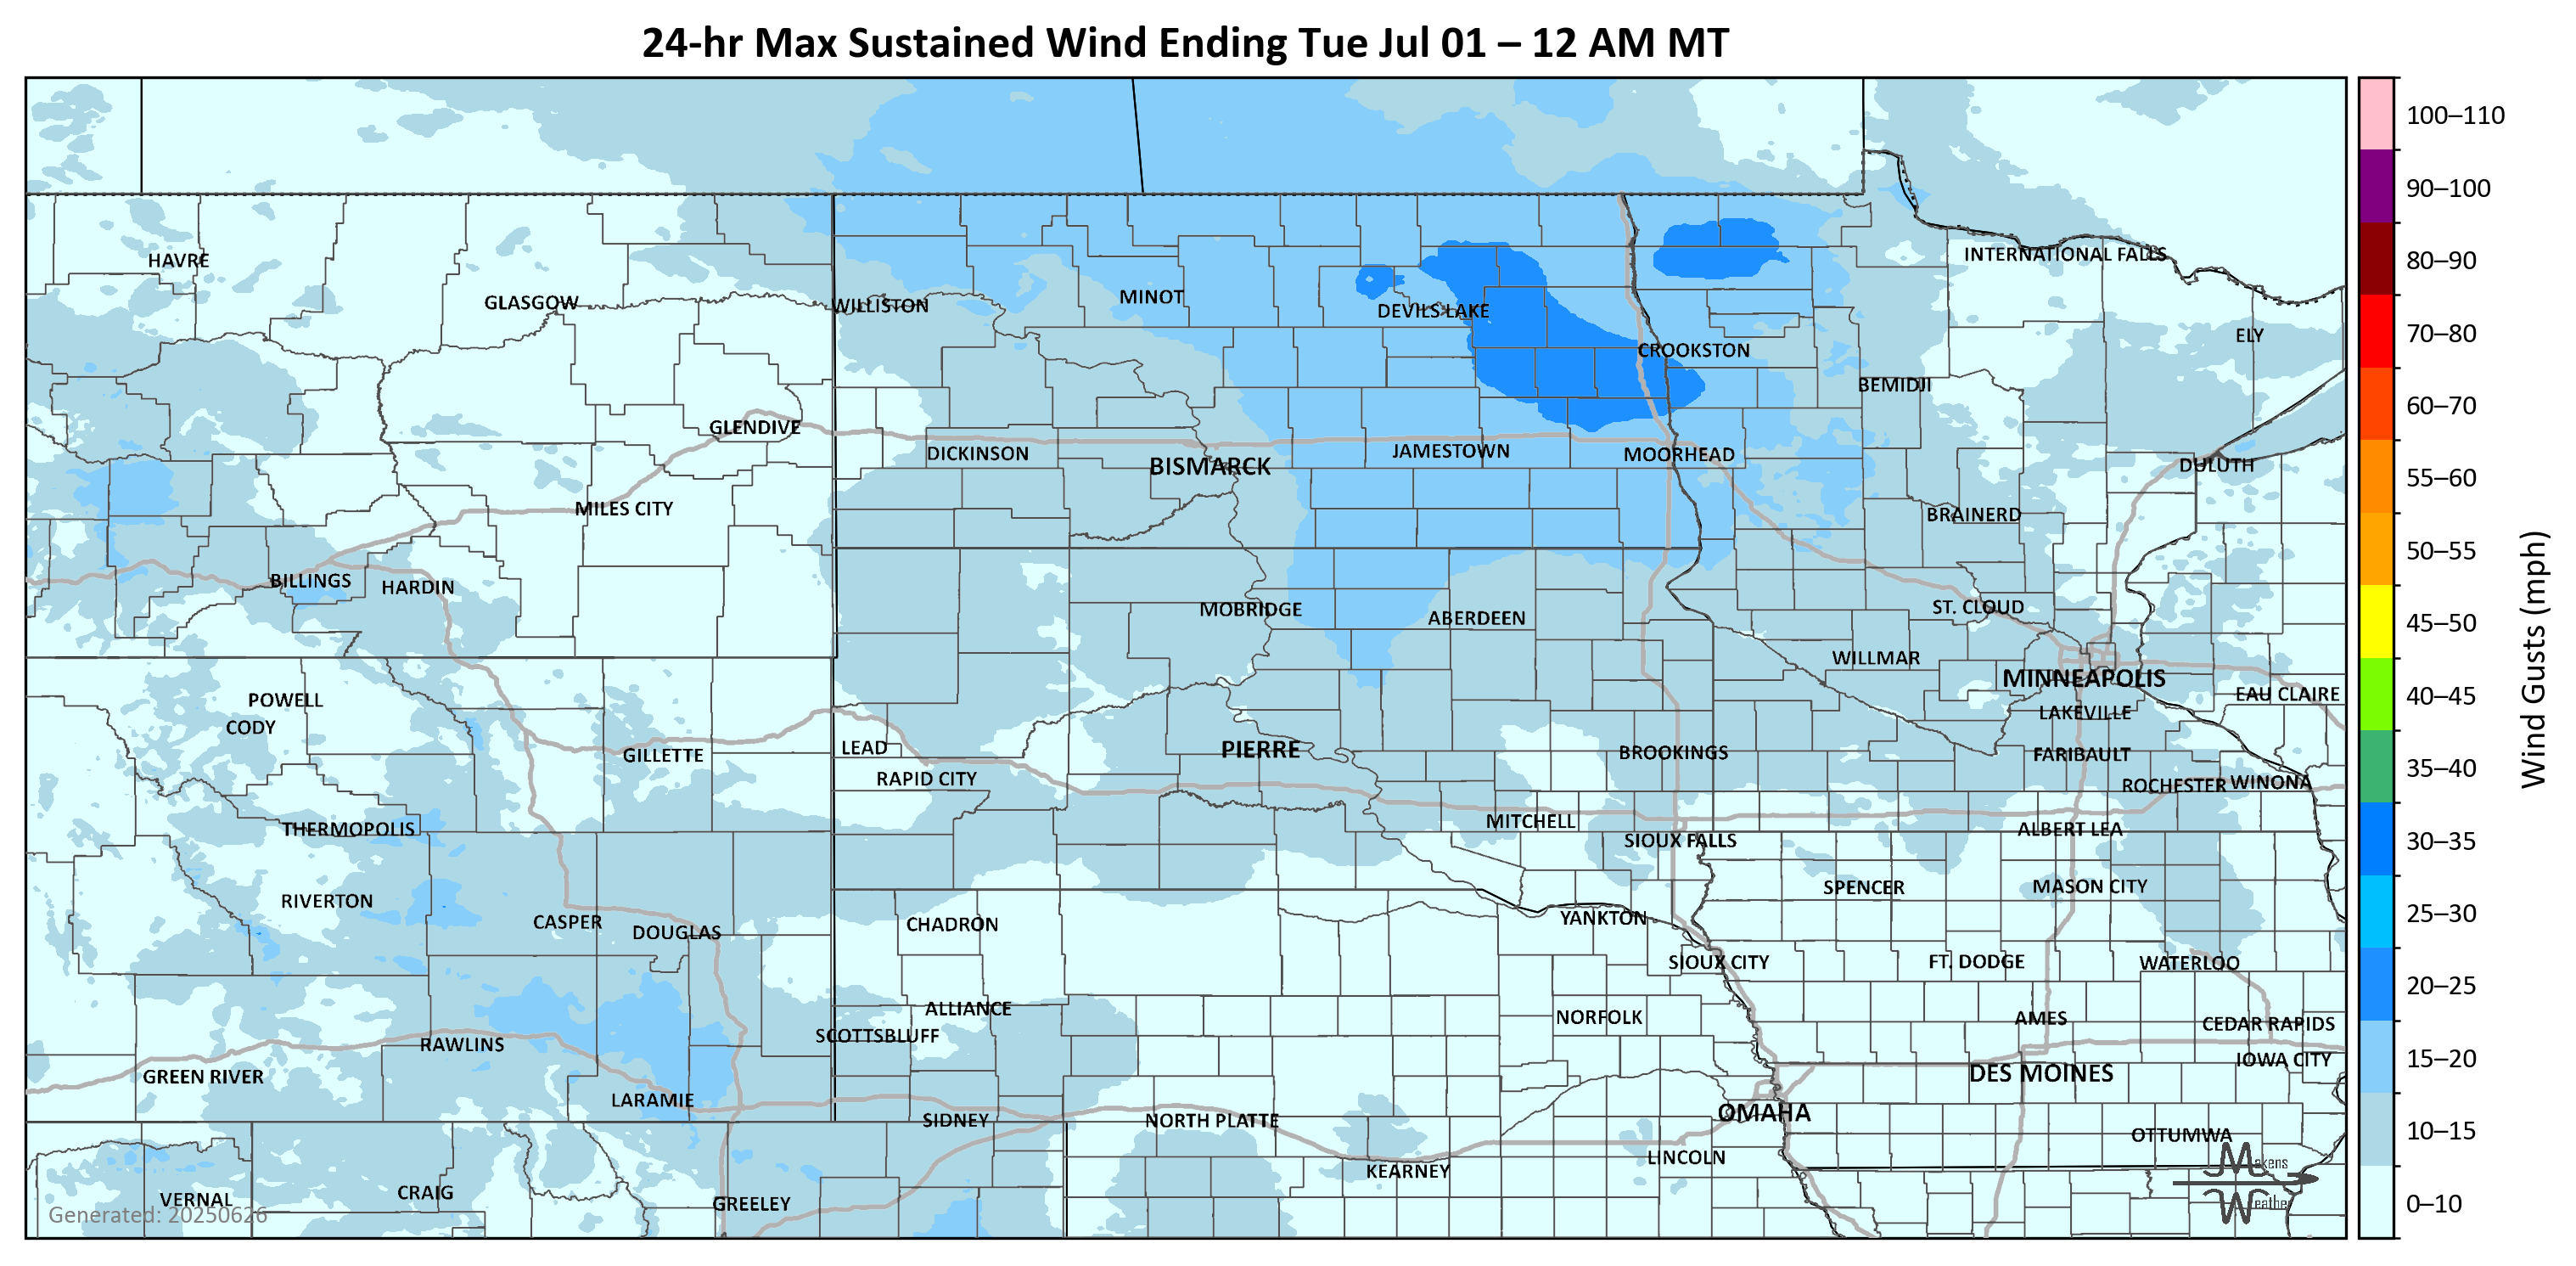 24-hr Max Sustained Wind Ending Tue Jul 01 – 12 AM MT
100–110
90–100
80–90
70–80
60–70
55–60
50–55
45–50
40–45
35–40
30–35
25–30
20–25
15–20
10–15
0–10
Wind Gusts (mph)
HAVRE
INTERNATIONAL FALLS
GLASGOW
WILLISTON
MINOT
DEVILS LAKE
ELY
CROOKSTON
BEMIDJI
GLENDIVE
DICKINSON
BISMARCK
JAMESTOWN
MOORHEAD
DULUTH
MILES CITY
BRAINERD
BILLINGS
HARDIN
MOBRIDGE
ABERDEEN
ST. CLOUD
WILLMAR
MINNEAPOLIS
POWELL
EAU CLAIRE
CODY
LAKEVILLE
GILLETTE
LEAD
PIERRE
BROOKINGS
FARIBAULT
RAPID CITY
ROCHESTER
WINONA
THERMOPOLIS
MITCHELL
SIOUX FALLS
ALBERT LEA
RIVERTON
SPENCER
MASON CITY
CASPER
DOUGLAS
CHADRON
YANKTON
SIOUX CITY
FT. DODGE
WATERLOO
ALLIANCE
NORFOLK
AMES
CEDAR RAPIDS
RAWLINS
SCOTTSBLUFF
IOWA CITY
GREEN RIVER
DES MOINES
LARAMIE
SIDNEY
NORTH PLATTE
OMAHA
OTTUMWA
KEARNEY
LINCOLN
VERNAL
CRAIG
GREELEY
Generated: 20250626
Makens
Weather